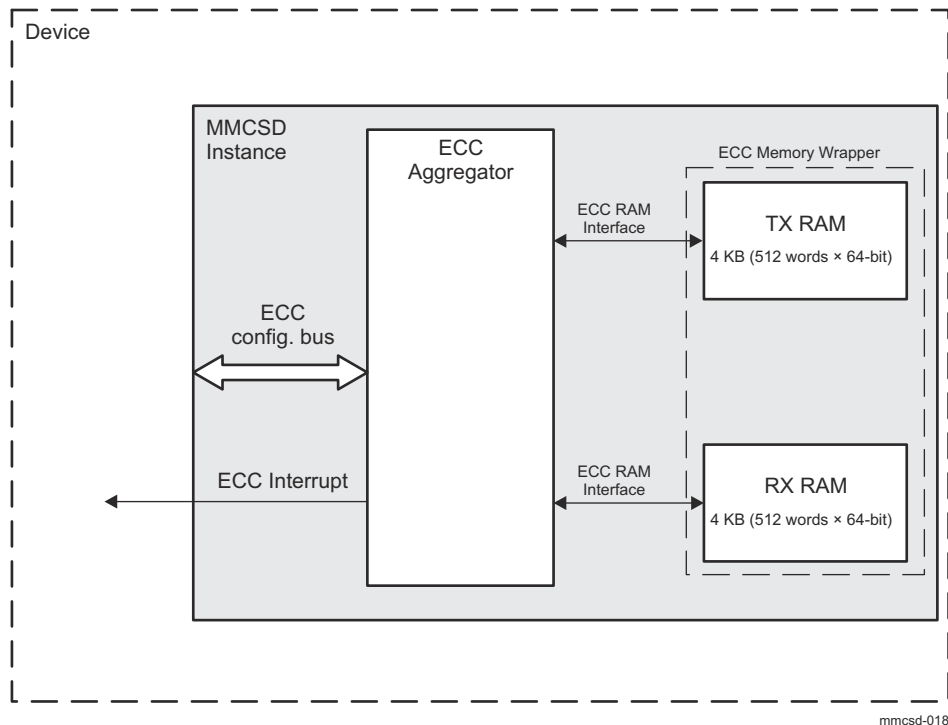 Device
MMCSD
Instance
ECC
Aggregator
ECC Memory Wrapper
ECC RAM
Interface
TX RAM
4 KB (512 words × 64-bit)
ECC
config. bus
ECC Interrupt
ECC RAM
Interface
RX RAM
4 KB (512 words × 64-bit)
mmcsd-018